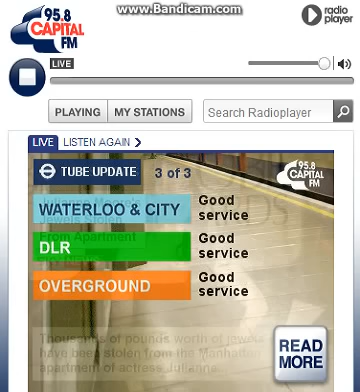 www.Bandicam.com
95.8
CAPITAL
FM
radio
player
LIVE
PLAYING
MY STATIONS
Search Radioplayer
LIVE
LISTEN AGAIN
TUBE UPDATE
3 of 3
95.8
CAPITAL
FM
WATERLOO & CITY
Good
service
DLR
Good
service
OVERGROUND
Good
service
From Apartment
Thousands of pounds worth of jewels
have been stolen from the Manhattan
apartment of actress Julianne
READ
MORE